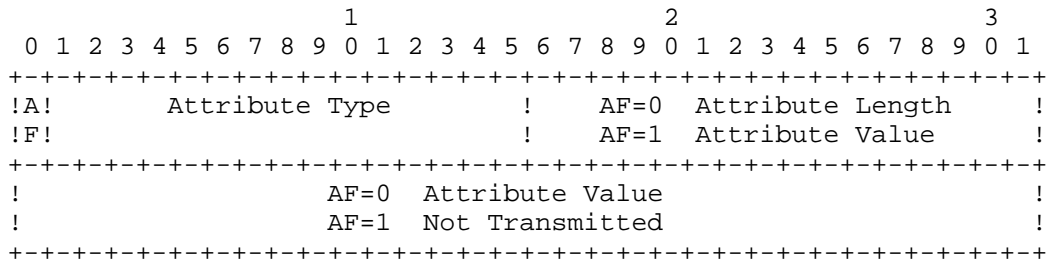 1                   2                   3
 0 1 2 3 4 5 6 7 8 9 0 1 2 3 4 5 6 7 8 9 0 1 2 3 4 5 6 7 8 9 0 1
+-+-+-+-+-+-+-+-+-+-+-+-+-+-+-+-+-+-+-+-+-+-+-+-+-+-+-+-+-+-+-+-+
!A!       Attribute Type        !    AF=0  Attribute Length     !
!F!                             !    AF=1  Attribute Value      !
+-+-+-+-+-+-+-+-+-+-+-+-+-+-+-+-+-+-+-+-+-+-+-+-+-+-+-+-+-+-+-+-+
!                   AF=0  Attribute Value                       !
!                   AF=1  Not Transmitted                       !
+-+-+-+-+-+-+-+-+-+-+-+-+-+-+-+-+-+-+-+-+-+-+-+-+-+-+-+-+-+-+-+-+